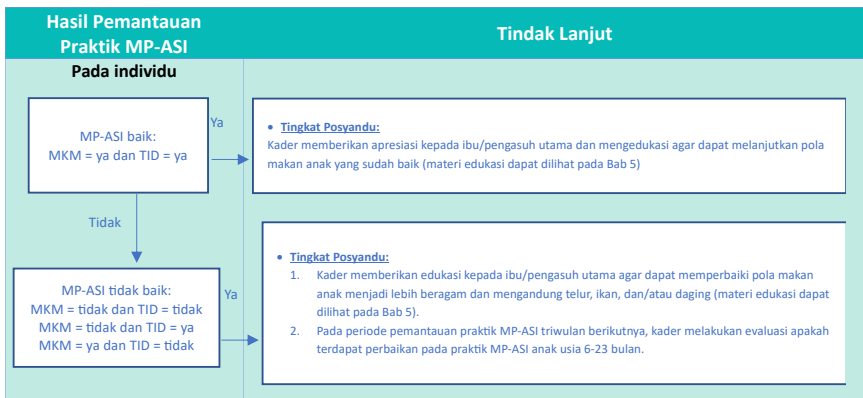 Hasil Pemantauan
Praktik MP-ASI
Tindak Lanjut
Pada individu
MP-ASI baik:
MKM = ya dan TID = ya
Ya
• Tingkat Posyandu:
Kader memberikan apresiasi kepada ibu/pengasuh utama dan mengedukasi agar dapat melanjutkan pola
makan anak yang sudah baik (materi edukasi dapat dilihat pada Bab 5)
Tidak
MP-ASI tidak baik:
MKM = tidak dan TID = tidak
MKM = tidak dan TID = ya
MKM = ya dan TID = tidak
Ya
• Tingkat Posyandu:
1. Kader memberikan edukasi kepada ibu/pengasuh utama agar dapat memperbaiki pola makan
anak menjadi lebih beragam dan mengandung telur, ikan, dan/atau daging (materi edukasi dapat
dilihat pada Bab 5).
2. Pada periode pemantauan praktik MP-ASI triwulan berikutnya, kader melakukan evaluasi apakah
terdapat perbaikan pada praktik MP-ASI anak usia 6-23 bulan.